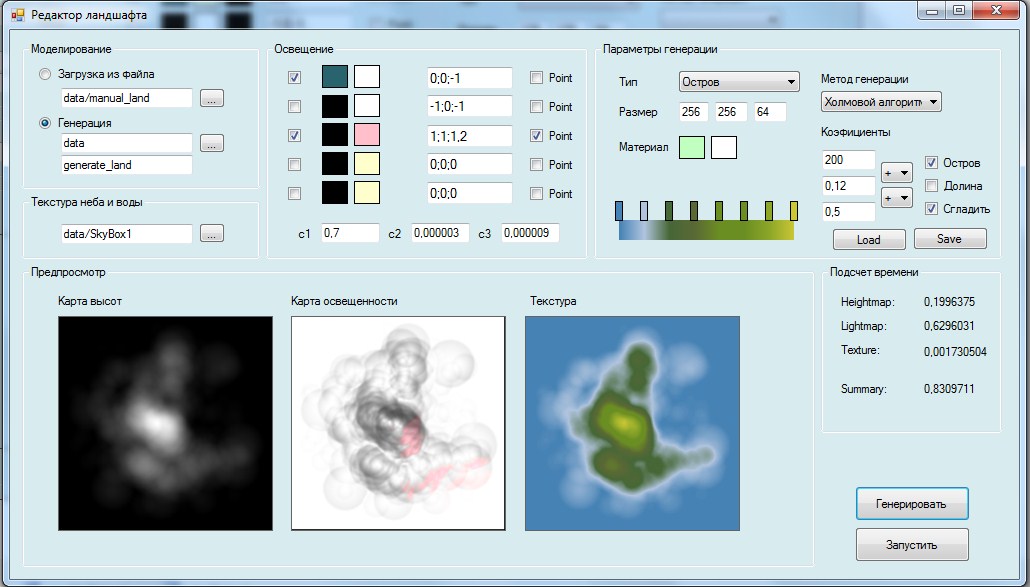 Редактор ландшафта
Моделирование
Загрузка из файла
data/manual_land
...
Генерация
data
...
generate_land
Текстура неба и воды
data/SkyBox1
...
Освещение
0;0;-1
Point
-1;0;-1
Point
1;1;1,2
Point
0;0;0
Point
0;0;0
Point
c1 0,7 c2 0,000003 c3 0,000009
Параметры генерации
Тип Остров
Размер 256 256 64
Материал
Метод генерации
Холмовой алгоритм
Коэфициенты
200
0,12
0,5
+
+
Остров
Долина
Сгладить
Load Save
Предпросмотр
Карта высот
Карта освещенности
Текстура
Подсчет времени
Heightmap: 0,1996375
Lightmap: 0,6296031
Texture: 0,001730504
Summary: 0,8309711
Генерировать
Запустить